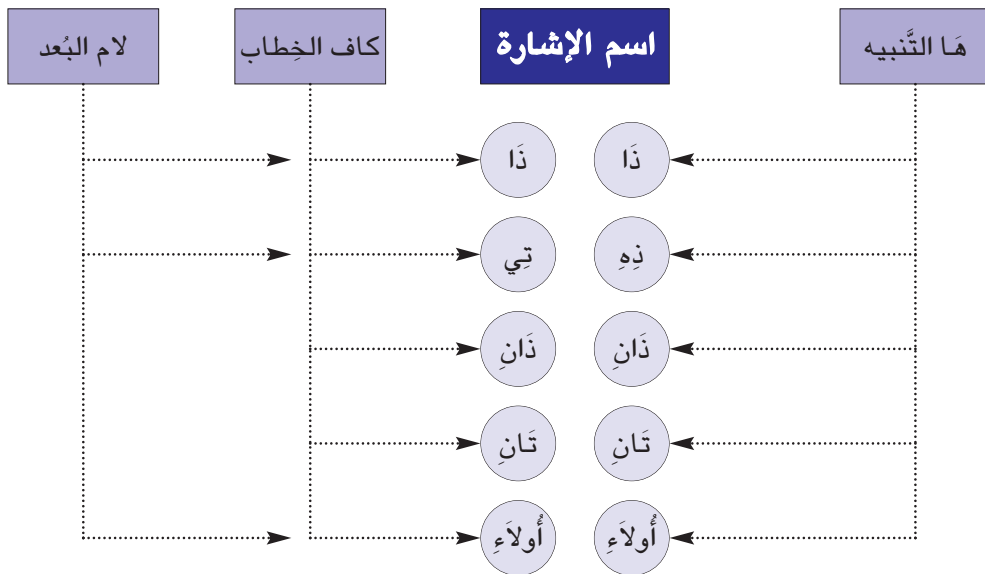 هَا التَّنبيه
اسم الإشارة
كاف الخِطاب
لام البُعد
ذَا
ذَا
ذِهِ
تِي
ذَانِ
ذَانِ
تَانِ
تَانِ
أُولاَءِ
أُولاَءِ